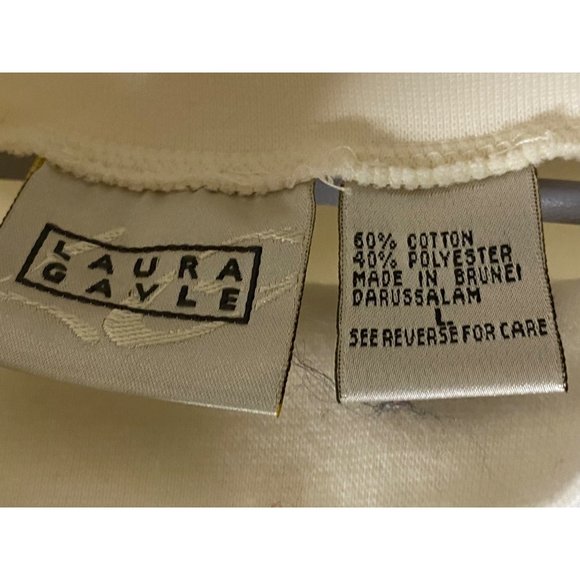 LAURA
GAYLE
60% COTTON
40% POLYESTER
MADE IN BRUNEI
DARUSSALAM
L
SEE REVERSE FOR CARE